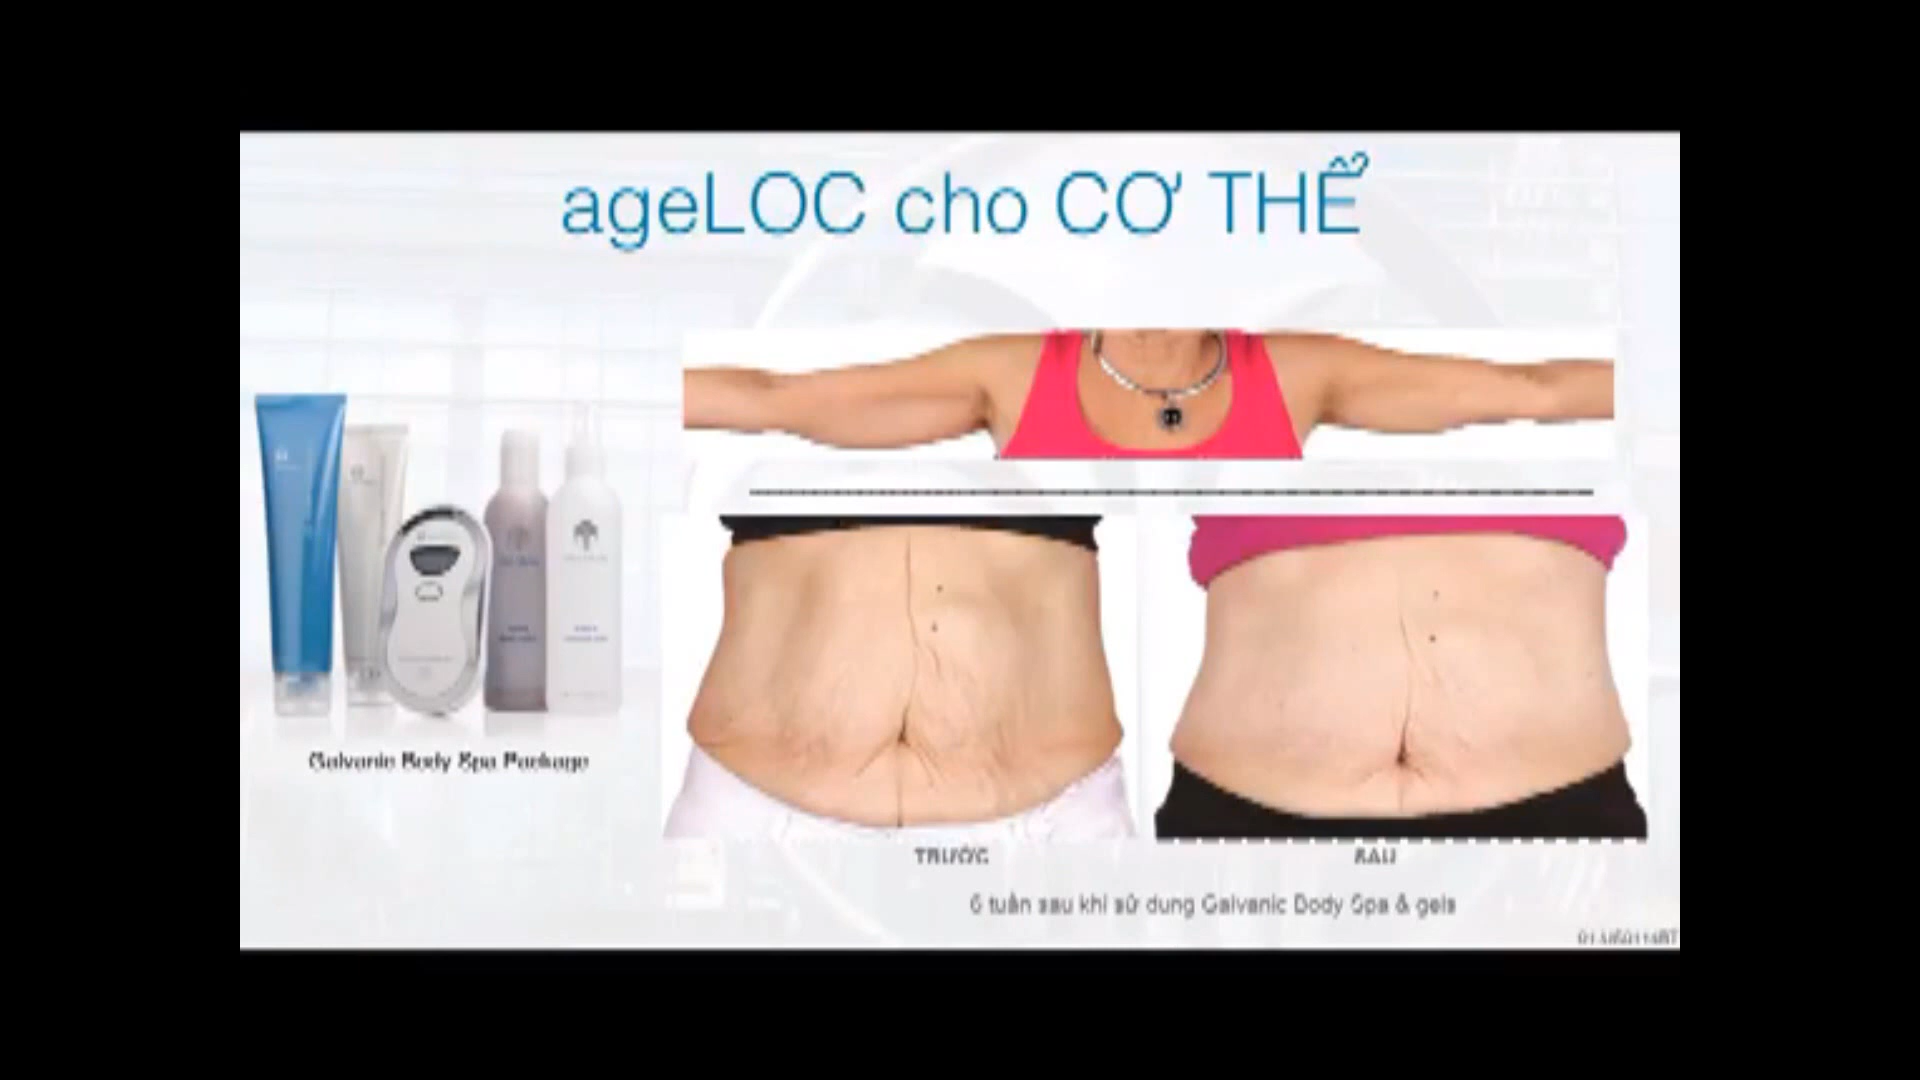 ageLOC cho CƠ THỂ
Galvanic Body Spa Package
TRƯỚC
SAU
6 tuần sau khi sử dụng Galvanic Body Spa & gels